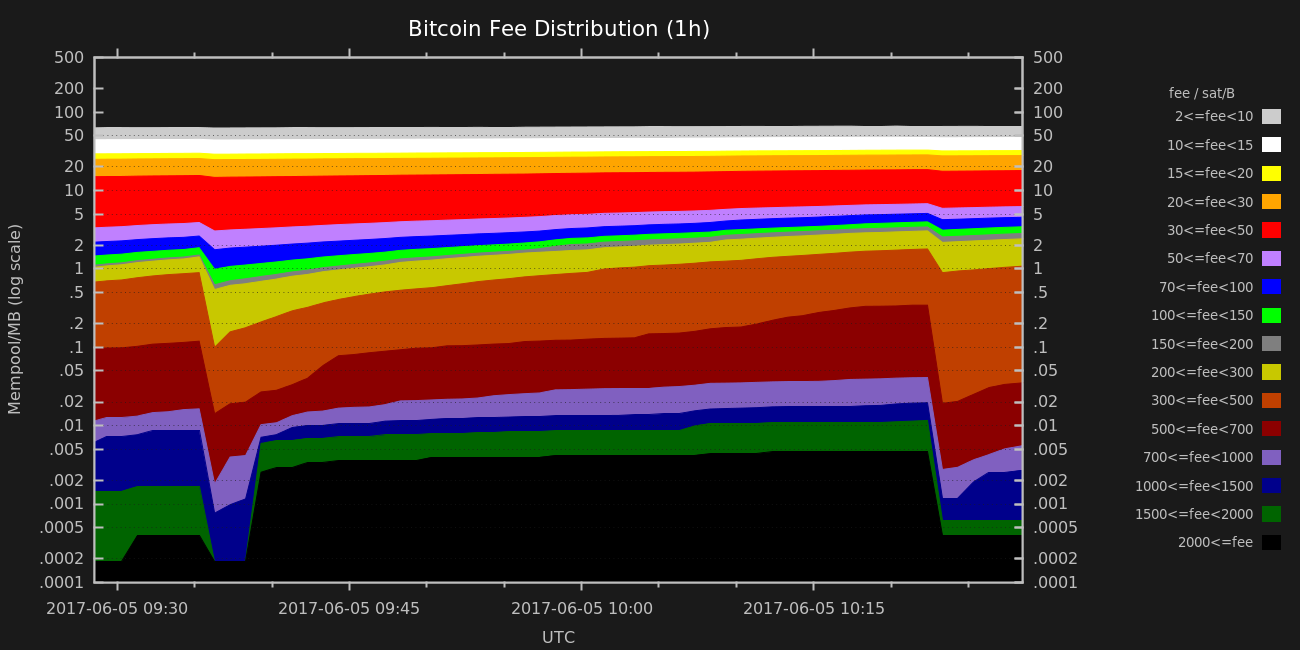 Bitcoin Fee Distribution (1h)
Mempool/MB (log scale)
500
200
100
50
20
10
5
2
1
.5
.2
.1
.05
.02
.01
.005
.002
.001
.0005
.0002
.0001
500
200
100
50
20
10
5
2
1
.5
.2
.1
.05
.02
.01
.005
.002
.001
.0005
.0002
.0001
2017-06-05 09:30
2017-06-05 09:45
2017-06-05 10:00
2017-06-05 10:15
UTC
fee / sat/B
2<=fee<10
10<=fee<15
15<=fee<20
20<=fee<30
30<=fee<50
50<=fee<70
70<=fee<100
100<=fee<150
150<=fee<200
200<=fee<300
300<=fee<500
500<=fee<700
700<=fee<1000
1000<=fee<1500
1500<=fee<2000
2000<=fee